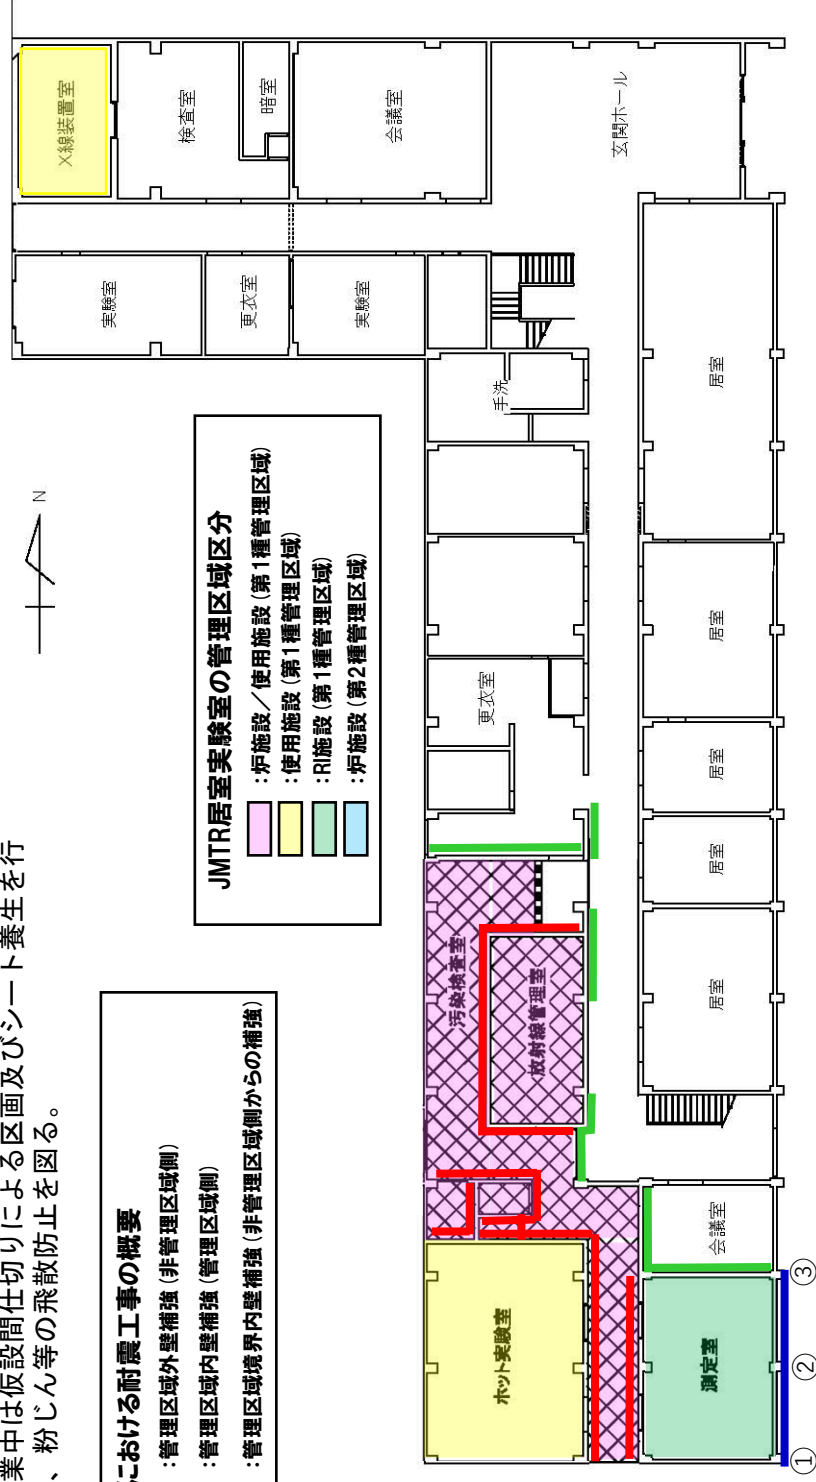 業中は仮設間仕切りによる区画及びシート養生を行
、粉じん等の飛散防止を図る。
における耐震工事の概要
:管理区域外壁補強(非管理区域側)
:管理区域内壁補強(管理区域側)
:管理区域境界内壁補強(非管理区域側からの補強)
JMTR居室実験室の管理区域区分
:炉施設/使用施設(第1種管理区域)
:使用施設(第1種管理区域)
:RI施設(第1種管理区域)
:炉施設(第2種管理区域)
N
X線装置室
検査室
暗室
会議室
玄関ホール
実験室
更衣室
実験室
手洗
居室
更衣室
居室
居室
居室
汚染検査室
放射線管理室
居室
会議室
ホット実験室
測定室
①
②
③